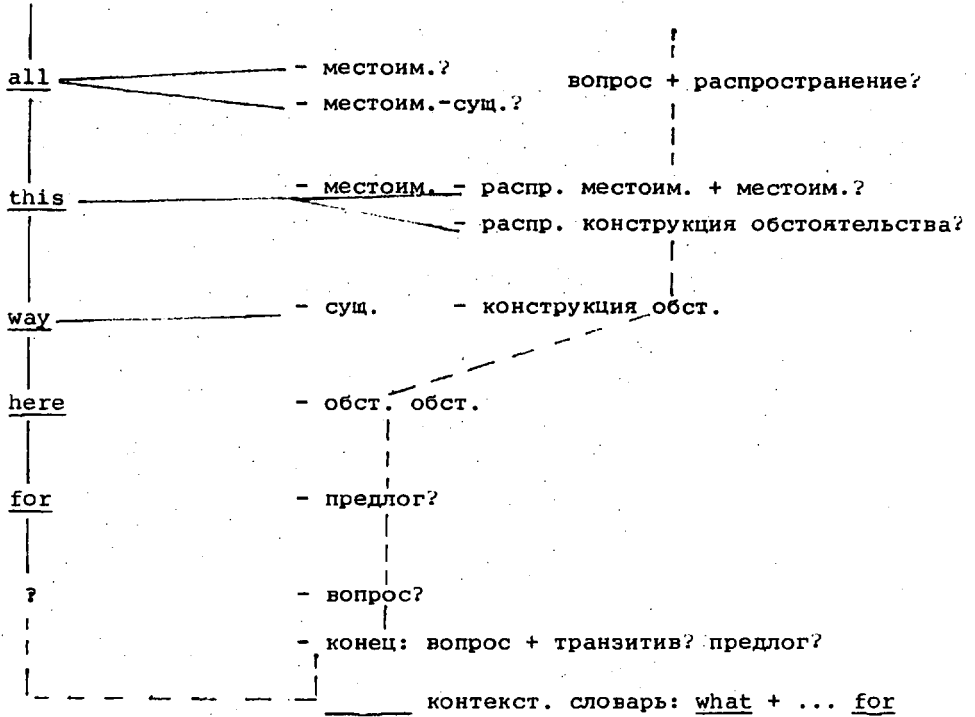 ?
all - местоим.? вопрос + распространение?
- местоим.-сущ.?
this - местоим. - распр. местоим. + местоим.?
- распр. конструкция обстоятельства?
way - сущ. - конструкция обст.
here - обст. обст.
for - предлог?
? - вопрос?
- конец: вопрос + транзитив? предлог?
контекст. словарь: what + ... for